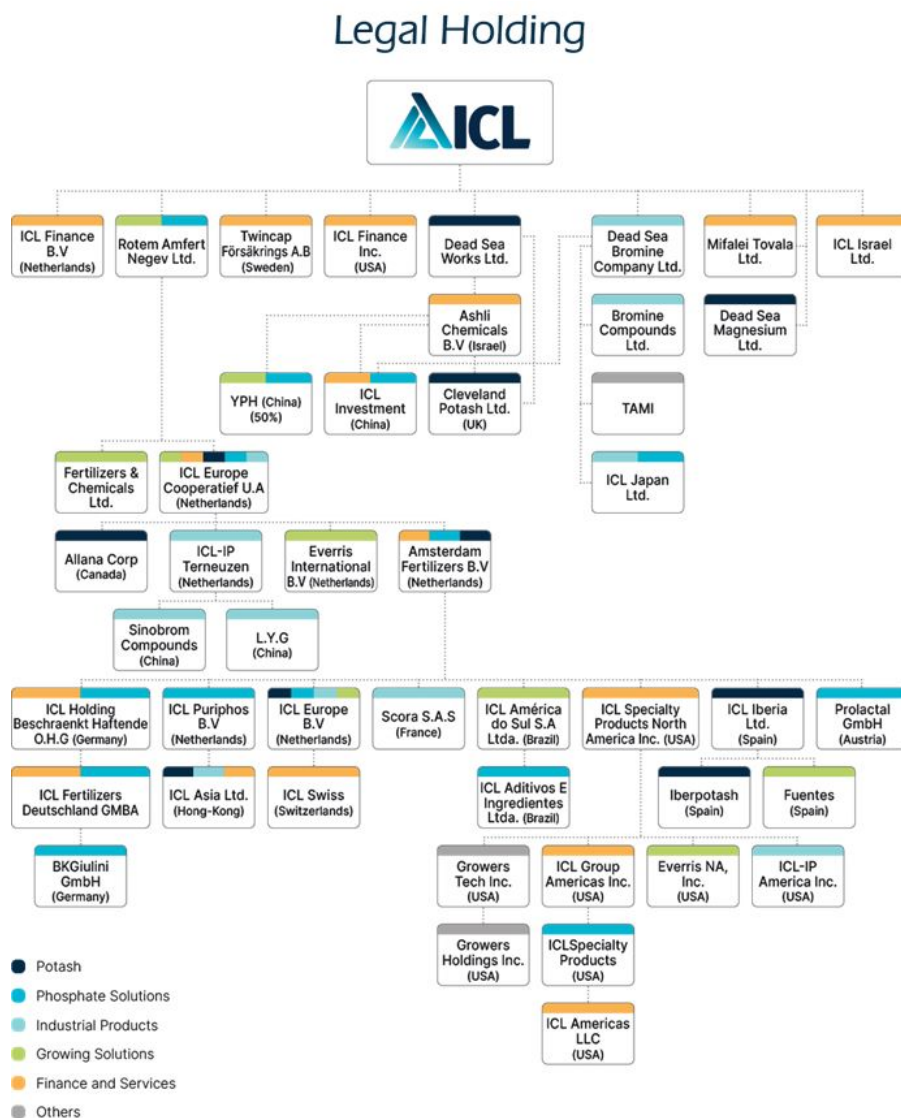 Legal Holding
ICL
ICL Finance
B.V
(Netherlands)
Rotem Amfert
Negev Ltd.
Twincap
Försäkrings A.B
(Sweden)
ICL Finance
Inc.
(USA)
Dead Sea
Works Ltd.
Dead Sea
Bromine
Company Ltd.
Mifalei Tovala
Ltd.
ICL Israel Ltd.
Ashli
Chemicals
B.V (Israel)
Bromine
Compounds
Ltd.
Dead Sea
Magnesium Ltd.
YPH (China)
(50%)
ICL
Investment
(China)
Cleveland
Potash Ltd.
(UK)
TAMI
Fertilizers &
Chemicals
Ltd.
ICL Europe
Cooperatief U.A
(Netherlands)
ICL Japan
Ltd.
Allana Corp
(Canada)
ICL-IP
Terneuzen
(Netherlands)
Everris
International
B.V (Netherlands)
Amsterdam
Fertilizers B.V
(Netherlands)
Sinobrom
Compounds
(China)
L.Y.G
(China)
ICL Holding
Beschraenkt Haftende
O.H.G (Germany)
ICL Puriphos
B.V
(Netherlands)
ICL Europe
B.V
(Netherlands)
Scora S.A.S
(France)
ICL América
do Sul S.A
Ltda. (Brazil)
ICL Specialty
Products North
America Inc. (USA)
ICL Iberia
Ltd.
(Spain)
Prolactal
GmbH
(Austria)
ICL Fertilizers
Deutschland GMBA
ICL Asia Ltd.
(Hong-Kong)
ICL Swiss
(Switzerlands)
ICL Aditivos E
Ingredientes
Ltda. (Brazil)
Iberpotash
(Spain)
Fuentes
(Spain)
BKGiulini
GmbH
(Germany)
Growers
Tech Inc.
(USA)
ICL Group
Americas Inc.
(USA)
Everris NA,
Inc.
(USA)
ICL-IP
America Inc.
(USA)
Growers
Holdings Inc.
(USA)
ICLSpecialty
Products
(USA)
ICL Americas
LLC
(USA)
Potash
Phosphate Solutions
Industrial Products
Growing Solutions
Finance and Services
Others